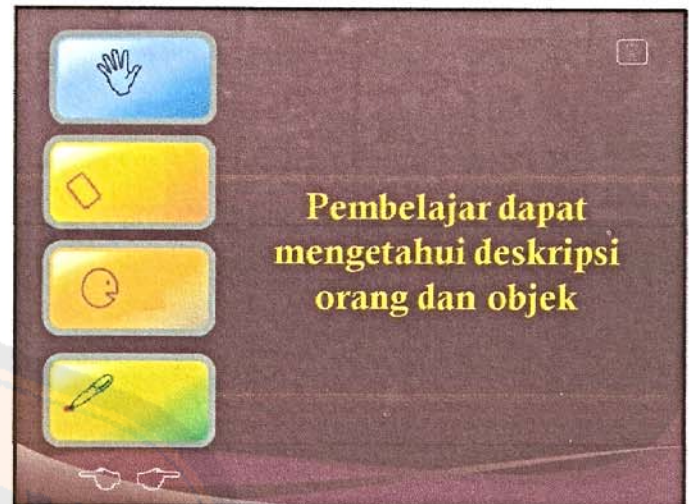 Pembelajar dapat
mengetahui deskripsi
orang dan objek